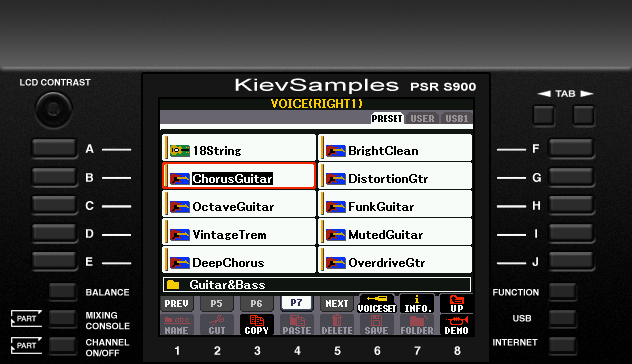 LCD CONTRAST
KievSamples PSR S900
TAB
VOICE(RIGHT1)
PRESET USER USB1
A
B
C
D
E
18String
ChorusGuitar
OctaveGuitar
VintageTrem
DeepChorus
BrightClean
DistortionGtr
FunkGuitar
MutedGuitar
OverdriveGtr
F
G
H
I
J
Guitar&Bass
PREV P5 P6 P7 NEXT VOICESET INFO. UP
NAME CUT COPY PASTE DELETE SAVE FOLDER DEMO
1 2 3 4 5 6 7 8
BALANCE
PART MIXING
CONSOLE
PART CHANNEL
ON/OFF
FUNCTION
USB
INTERNET